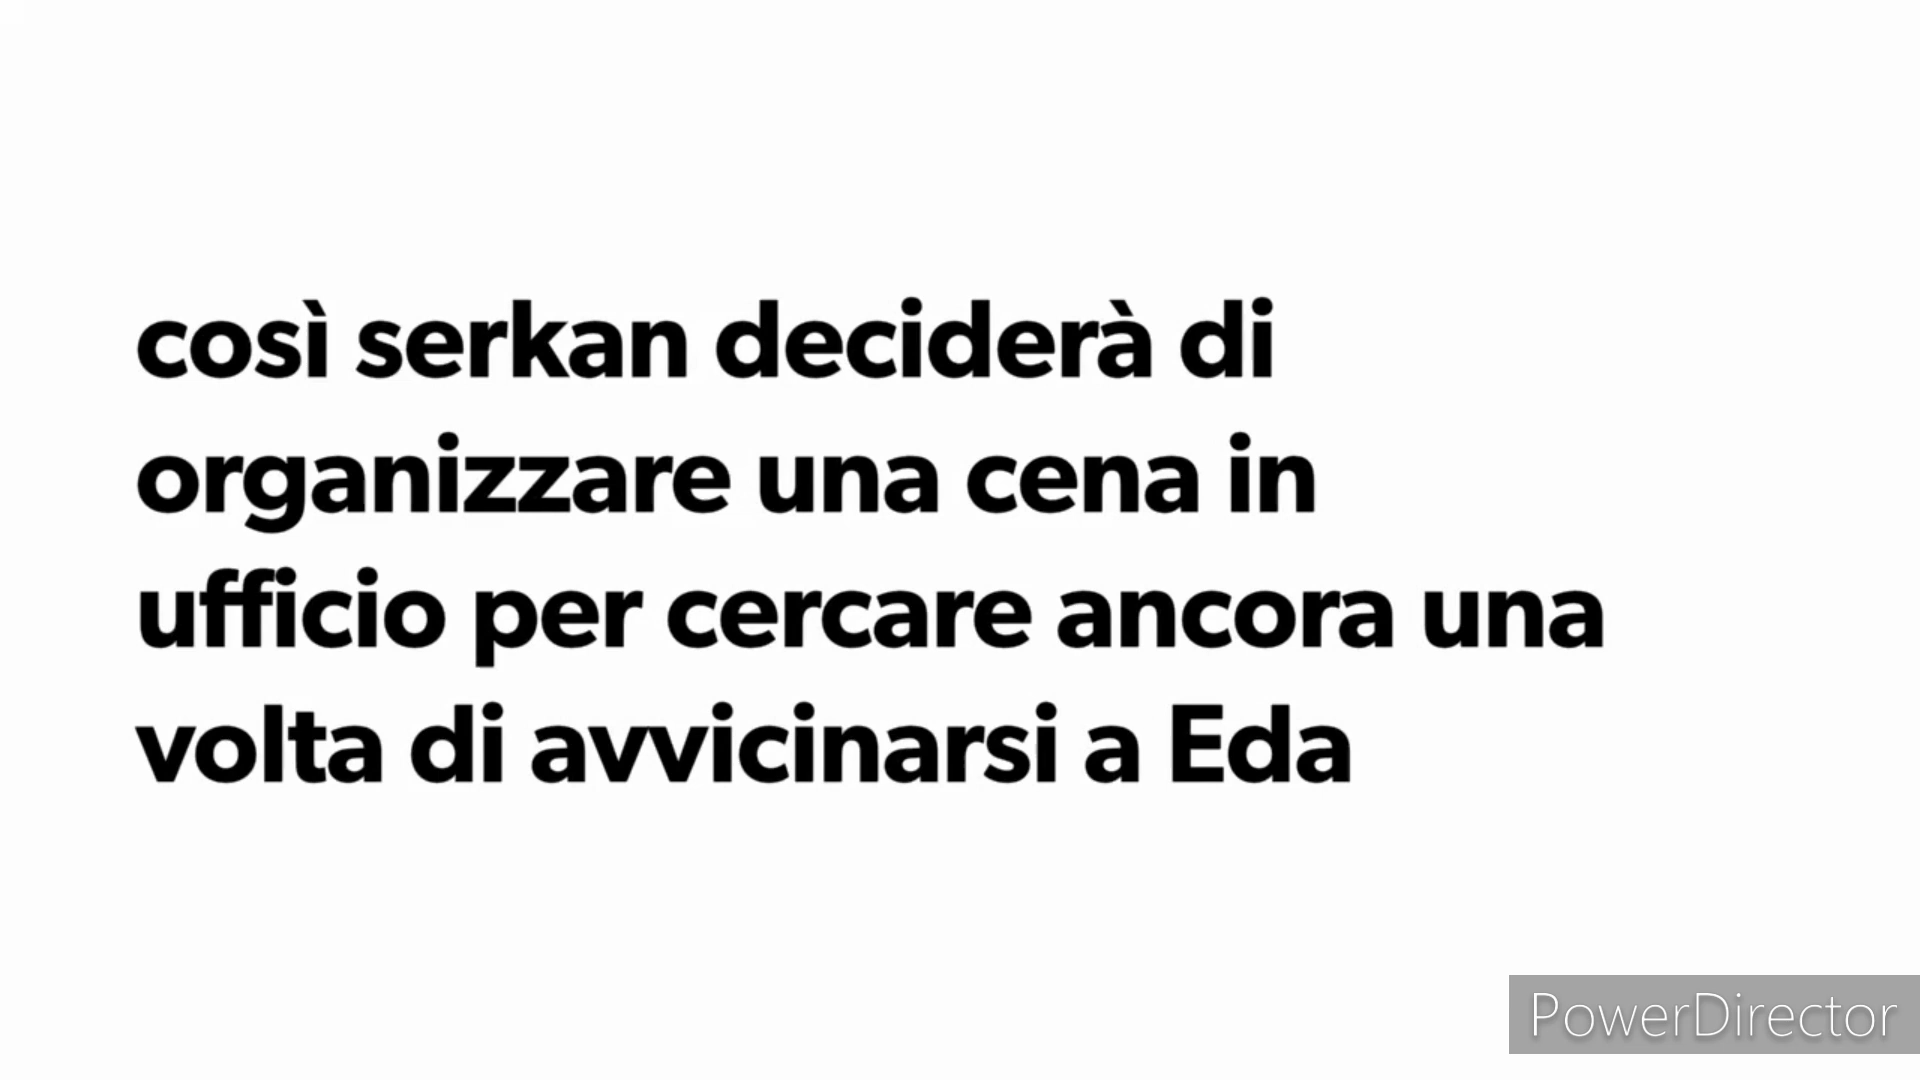 così serkan deciderà di
organizzare una cena in
ufficio per cercare ancora una
volta di avvicinarsi a Eda
PowerDirector